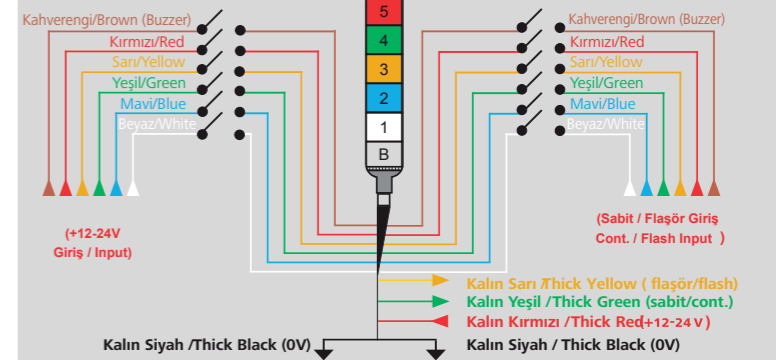 Kahverengi/Brown (Buzzer)
Kırmızı/Red
Sarı/Yellow
Yeşil/Green
Mavi/Blue
Beyaz/White
(+12-24V
Giriş / Input)
5
4
3
2
1
B
Kahverengi/Brown (Buzzer)
Kırmızı/Red
Sarı/Yellow
Yeşil/Green
Mavi/Blue
Beyaz/White
(Sabit / Flaşör Giriş
Cont. / Flash Input )
Kalın Sarı /Thick Yellow ( flaşör/flash)
Kalın Yeşil /Thick Green (sabit/cont.)
Kalın Kırmızı /Thick Red(+12-24 V )
Kalın Siyah /Thick Black (0V)
Kalın Siyah / Thick Black (0V)